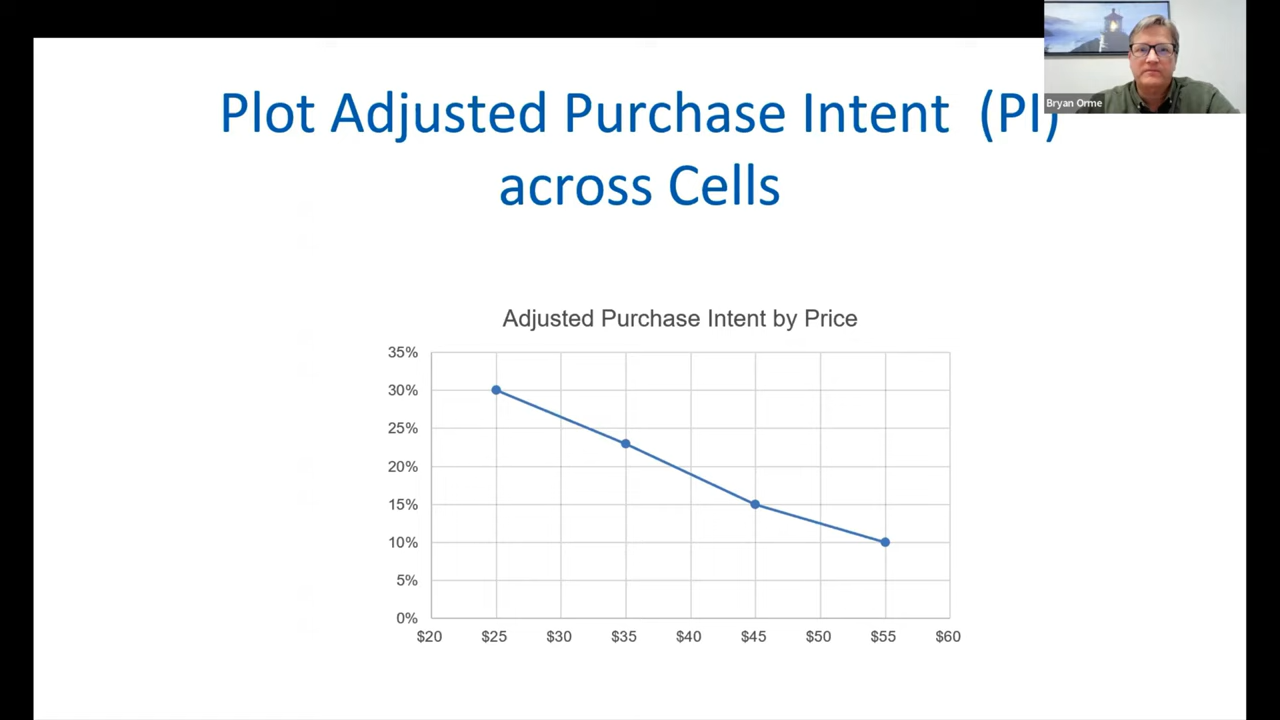 Plot Adjusted Purchase Intent (PI)
across Cells
Bryan Orme
Adjusted Purchase Intent by Price
35%
30%
25%
20%
15%
10%
5%
0%
$20 $25 $30 $35 $40 $45 $50 $55 $60